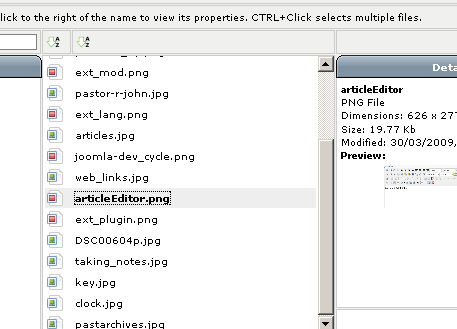 lick to the right of the name to view its properties. CTRL+Click selects multiple files.
Deta
ext_mod.png
pastor-r-john.jpg
ext_lang.png
articles.jpg
joomla-dev_cycle.png
web_links.jpg
articleEditor.png
ext_plugin.png
DSC00604p.jpg
taking_notes.jpg
key.jpg
clock.jpg
pastarchives.jpg
articleEditor
PNG File
Dimensions: 626 x 277
Size: 19.77 Kb
Modified: 30/03/2009,
Preview: